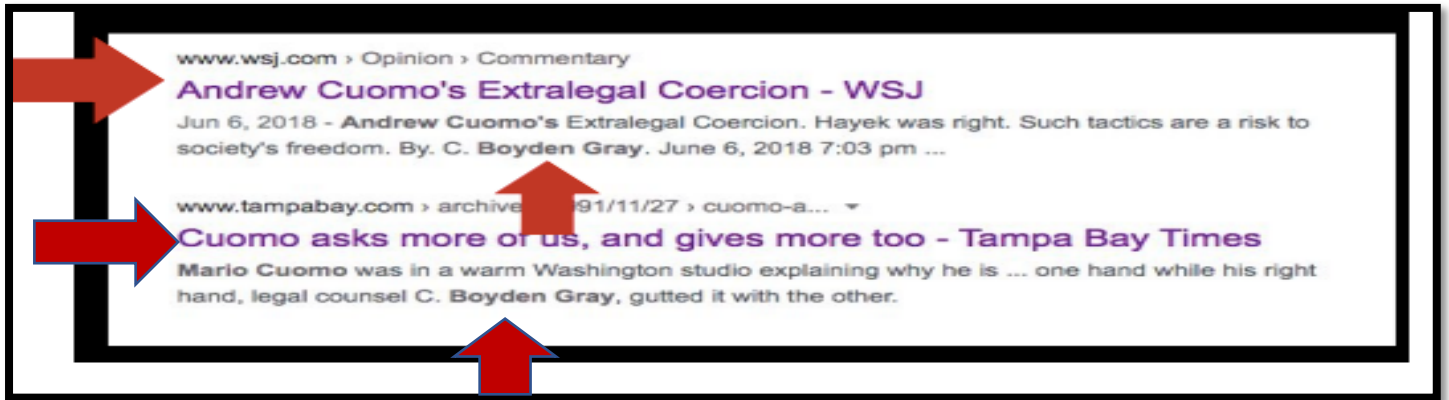 www.wsj.com › Opinion › Commentary
Andrew Cuomo's Extralegal Coercion - WSJ
Jun 6, 2018 - Andrew Cuomo's Extralegal Coercion. Hayek was right. Such tactics are a risk to
society's freedom. By. C. Boyden Gray. June 6, 2018 7:03 pm ...
www.tampabay.com › archive 91/11/27 › cuomo-a...
Cuomo asks more of us, and gives more too - Tampa Bay Times
Mario Cuomo was in a warm Washington studio explaining why he is ... one hand while his right
hand, legal counsel C. Boyden Gray, gutted it with the other.